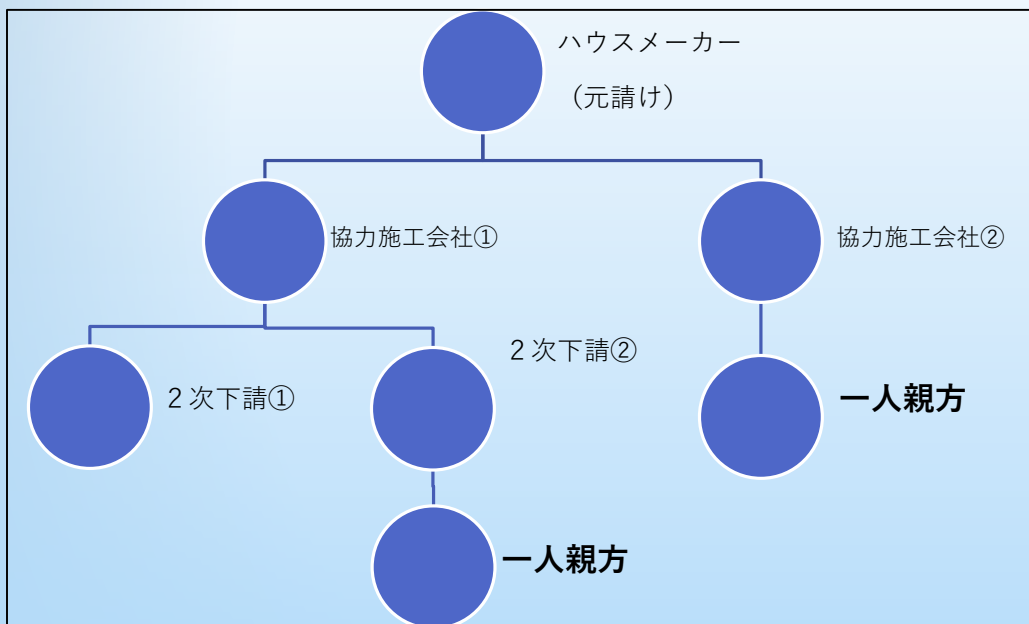 ハウスメーカー
（元請け）
協力施工会社①
協力施工会社②
２次下請①
２次下請②
一人親方
一人親方